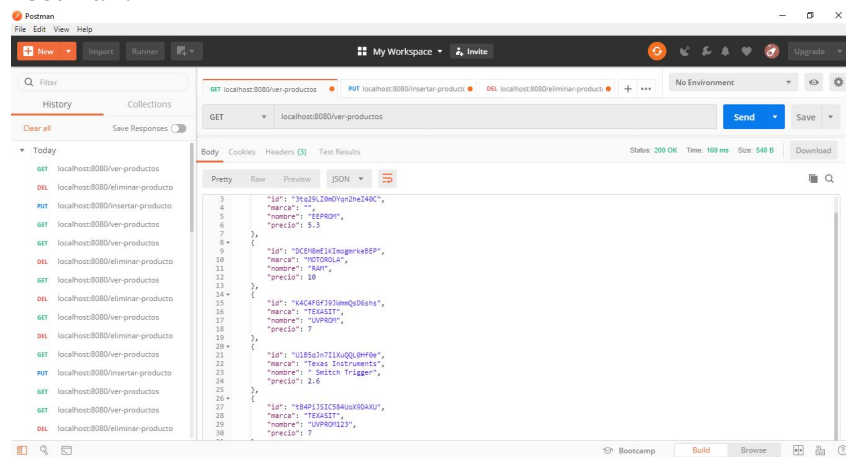 Postman
File Edit View Help
New Import Runner My Workspace Invite Upgrade
Filter
History Collections
Clear all Save Responses
Today
GET localhost:8080/ver-productos
DEL localhost:8080/eliminar-producto
PUT localhost:8080/insertar-producto
GET localhost:8080/ver-productos
GET localhost:8080/ver-productos
DEL localhost:8080/eliminar-producto
GET localhost:8080/ver-productos
DEL localhost:8080/eliminar-producto
GET localhost:8080/ver-productos
DEL localhost:8080/eliminar-producto
GET localhost:8080/ver-productos
PUT localhost:8080/insertar-producto
GET localhost:8080/ver-productos
GET localhost:8080/ver-productos
DEL localhost:8080/eliminar-producto
GET localhost:8080/ver-productos PUT localhost:8080/insertar-producto DEL localhost:8080/eliminar-producto No Environment
GET localhost:8080/ver-productos Send Save
Body Cookies Headers (3) Test Results Status: 200 OK Time: 169 ms Size: 540 B Download
Pretty Raw Preview JSON
3 "id": "3tq29LZ0mDYqn2heZ40C",
4 "marca": "",
5 "nombre": "EEPROM",
6 "precio": 5.3
7 },
8 {
9 "id": "DCEM8mE1KImogmrkeBEP",
10 "marca": "MOTOROLA",
11 "nombre": "RAM",
12 "precio": 10
13 },
14 {
15 "id": "K4C4FGfJ9JWmmQsD6shs",
16 "marca": "TEXASIT",
17 "nombre": "UVPROM",
18 "precio": 7
19 },
20 {
21 "id": "UlB5qJn7IiXuQQL0Hf0e",
22 "marca": "Texas Instruments",
23 "nombre": " Smitch Trigger",
24 "precio": 2.6
25 },
26 {
27 "id": "tB4PiJSIC584UoX9DAXU",
28 "marca": "TEXASIT",
29 "nombre": "UVPROM123",
30 "precio": 7
Bootcamp Build Browse